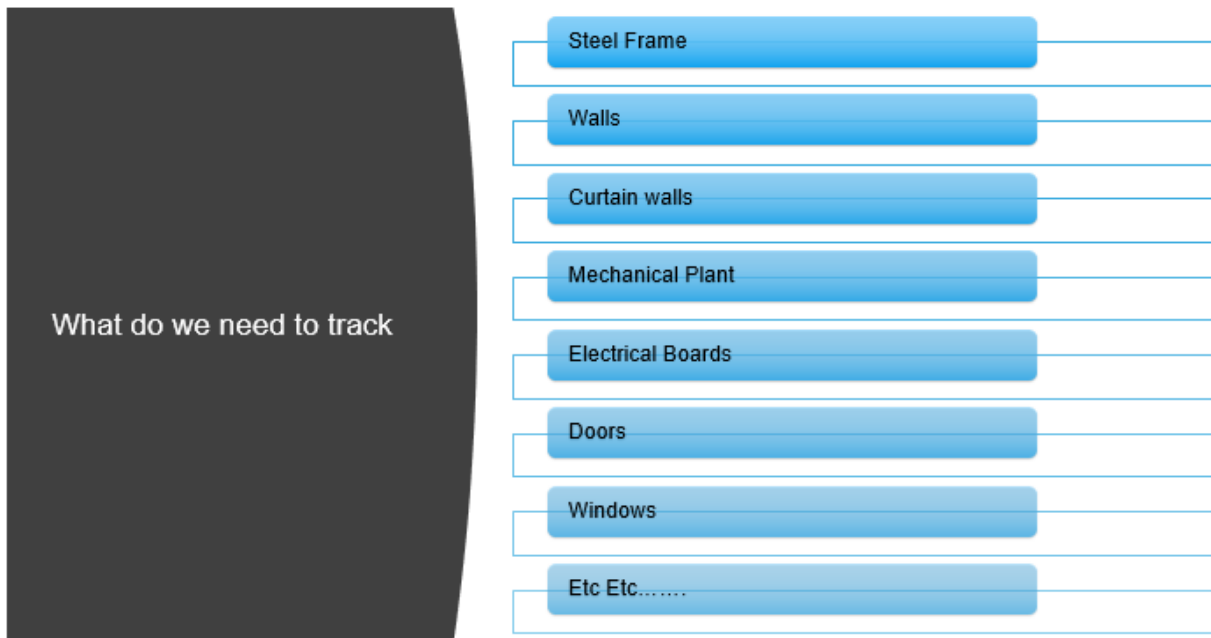 What do we need to track
Steel Frame
Walls
Curtain walls
Mechanical Plant
Electrical Boards
Doors
Windows
Etc Etc…….